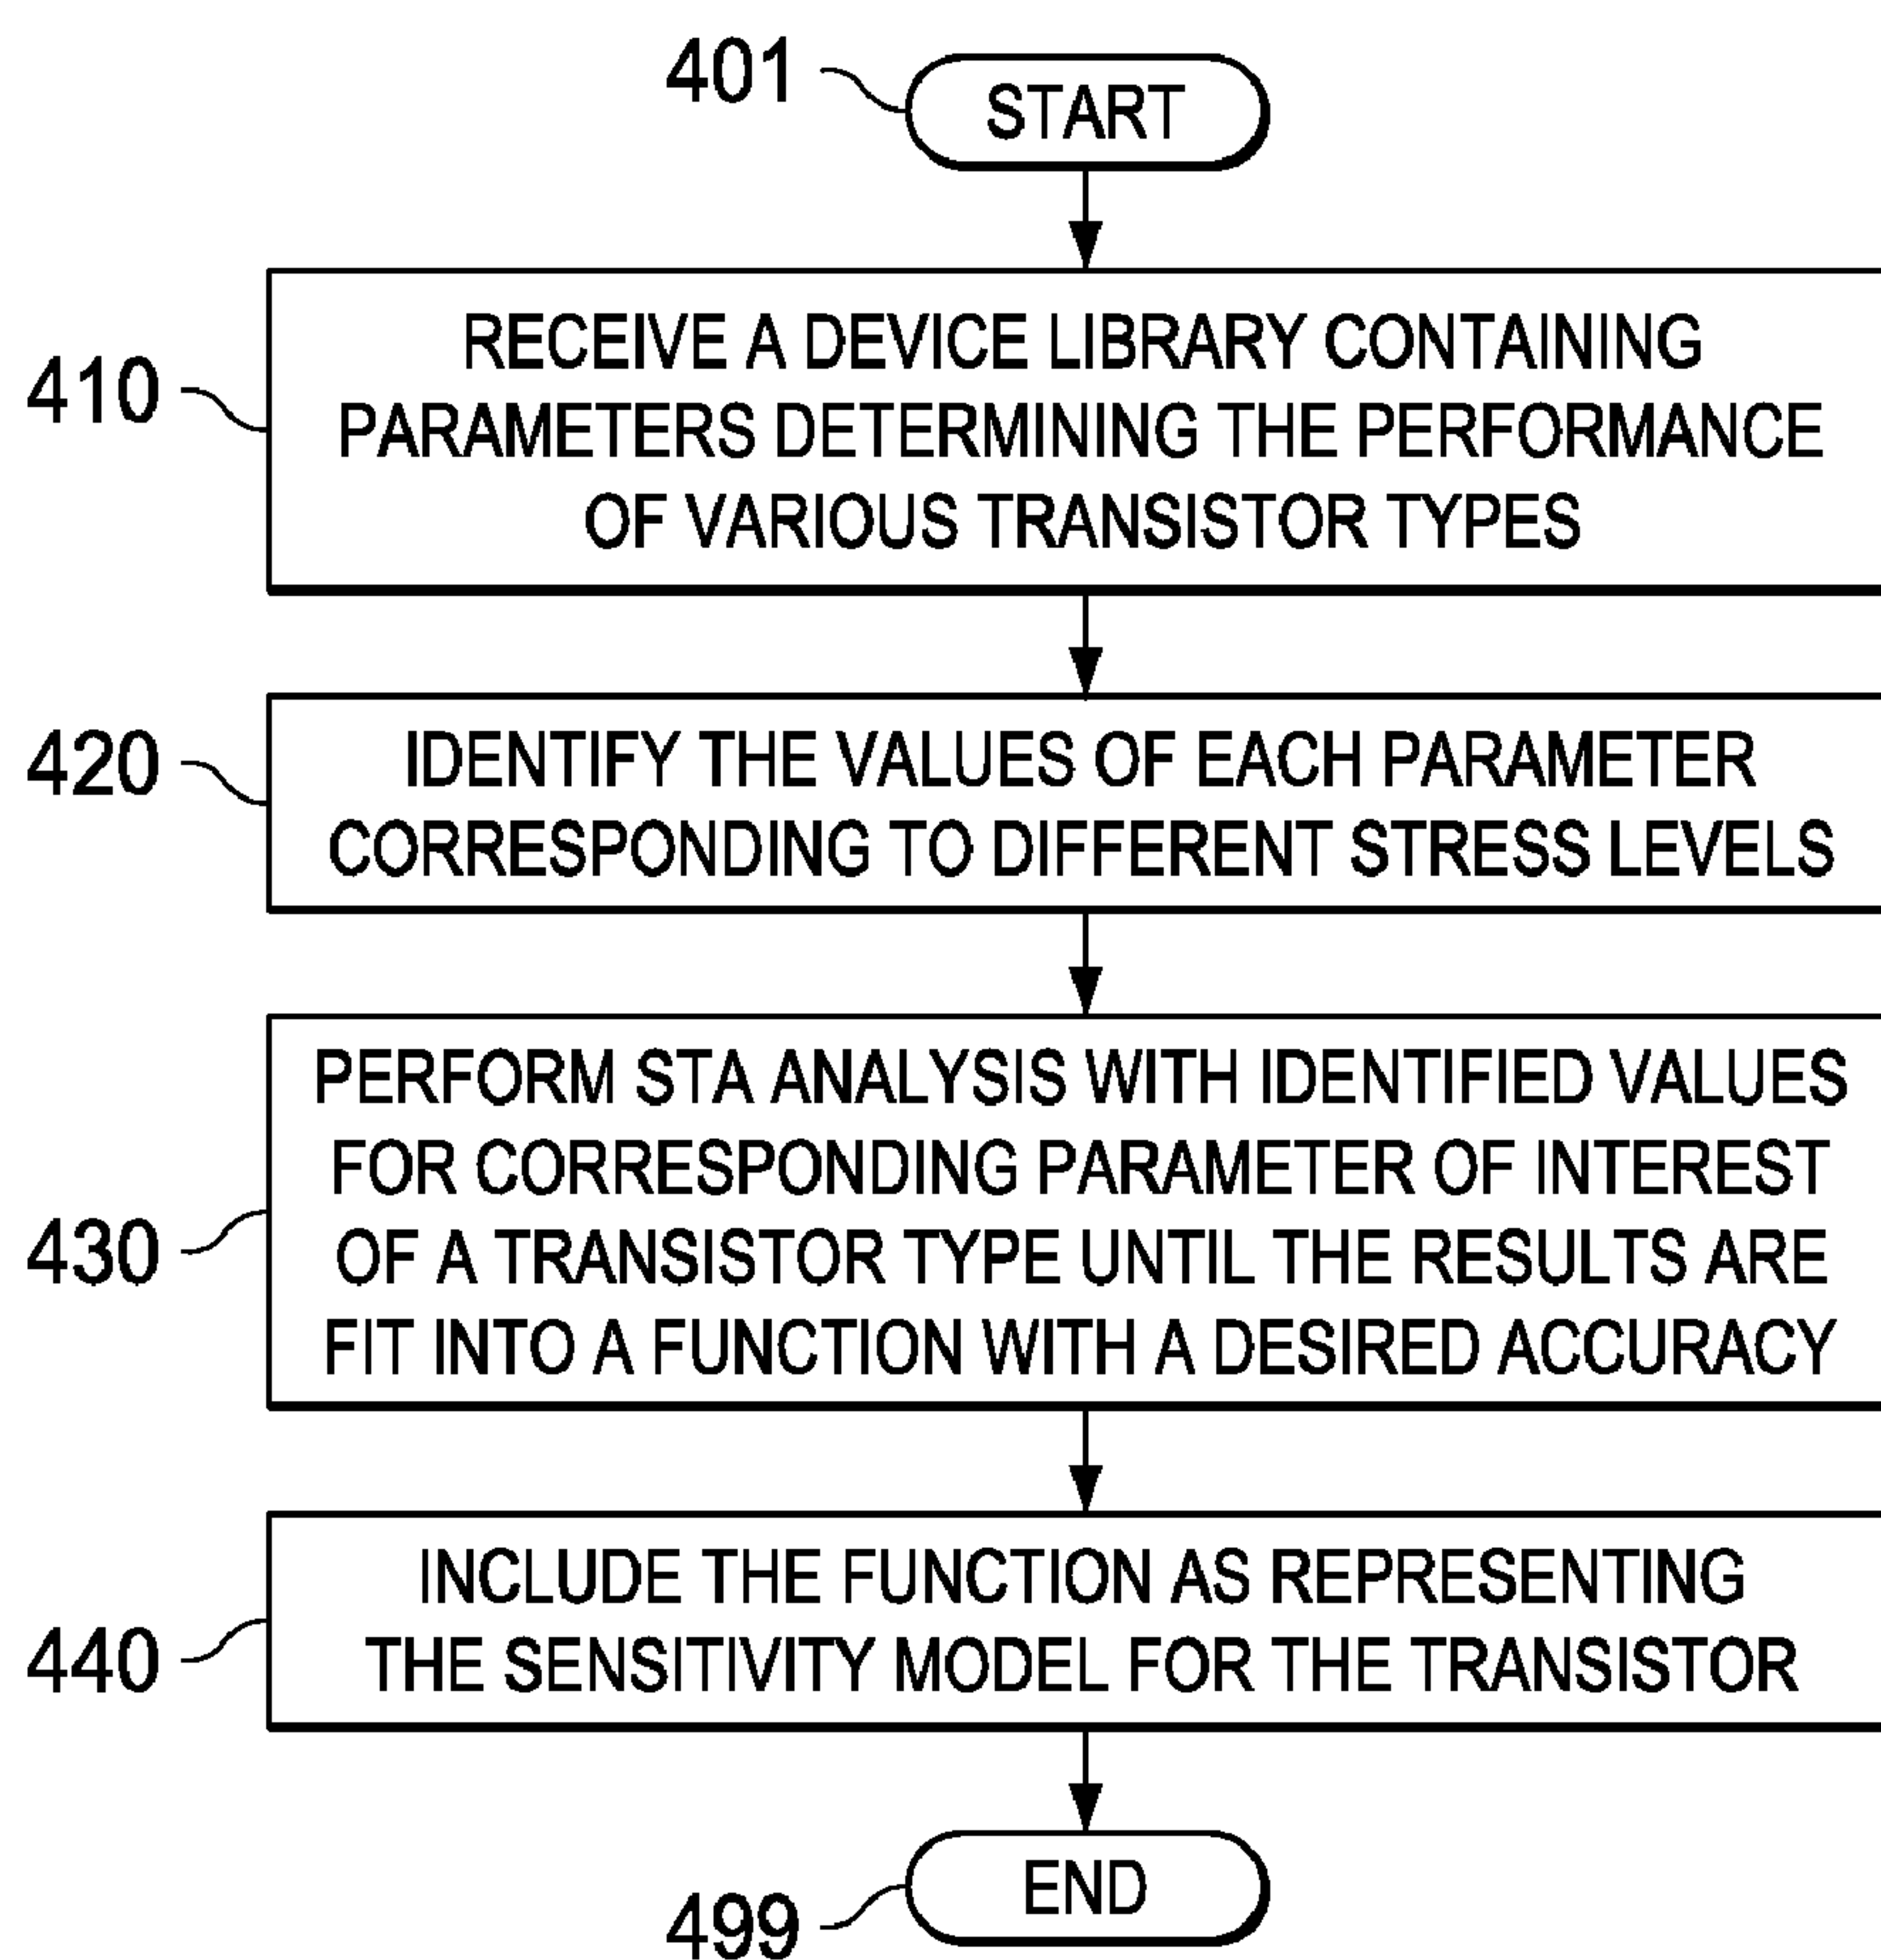 401
START
410
RECEIVE A DEVICE LIBRARY CONTAINING
PARAMETERS DETERMINING THE PERFORMANCE
OF VARIOUS TRANSISTOR TYPES
420
IDENTIFY THE VALUES OF EACH PARAMETER
CORRESPONDING TO DIFFERENT STRESS LEVELS
430
PERFORM STA ANALYSIS WITH IDENTIFIED VALUES
FOR CORRESPONDING PARAMETER OF INTEREST
OF A TRANSISTOR TYPE UNTIL THE RESULTS ARE
FIT INTO A FUNCTION WITH A DESIRED ACCURACY
440
INCLUDE THE FUNCTION AS REPRESENTING
THE SENSITIVITY MODEL FOR THE TRANSISTOR
499
END